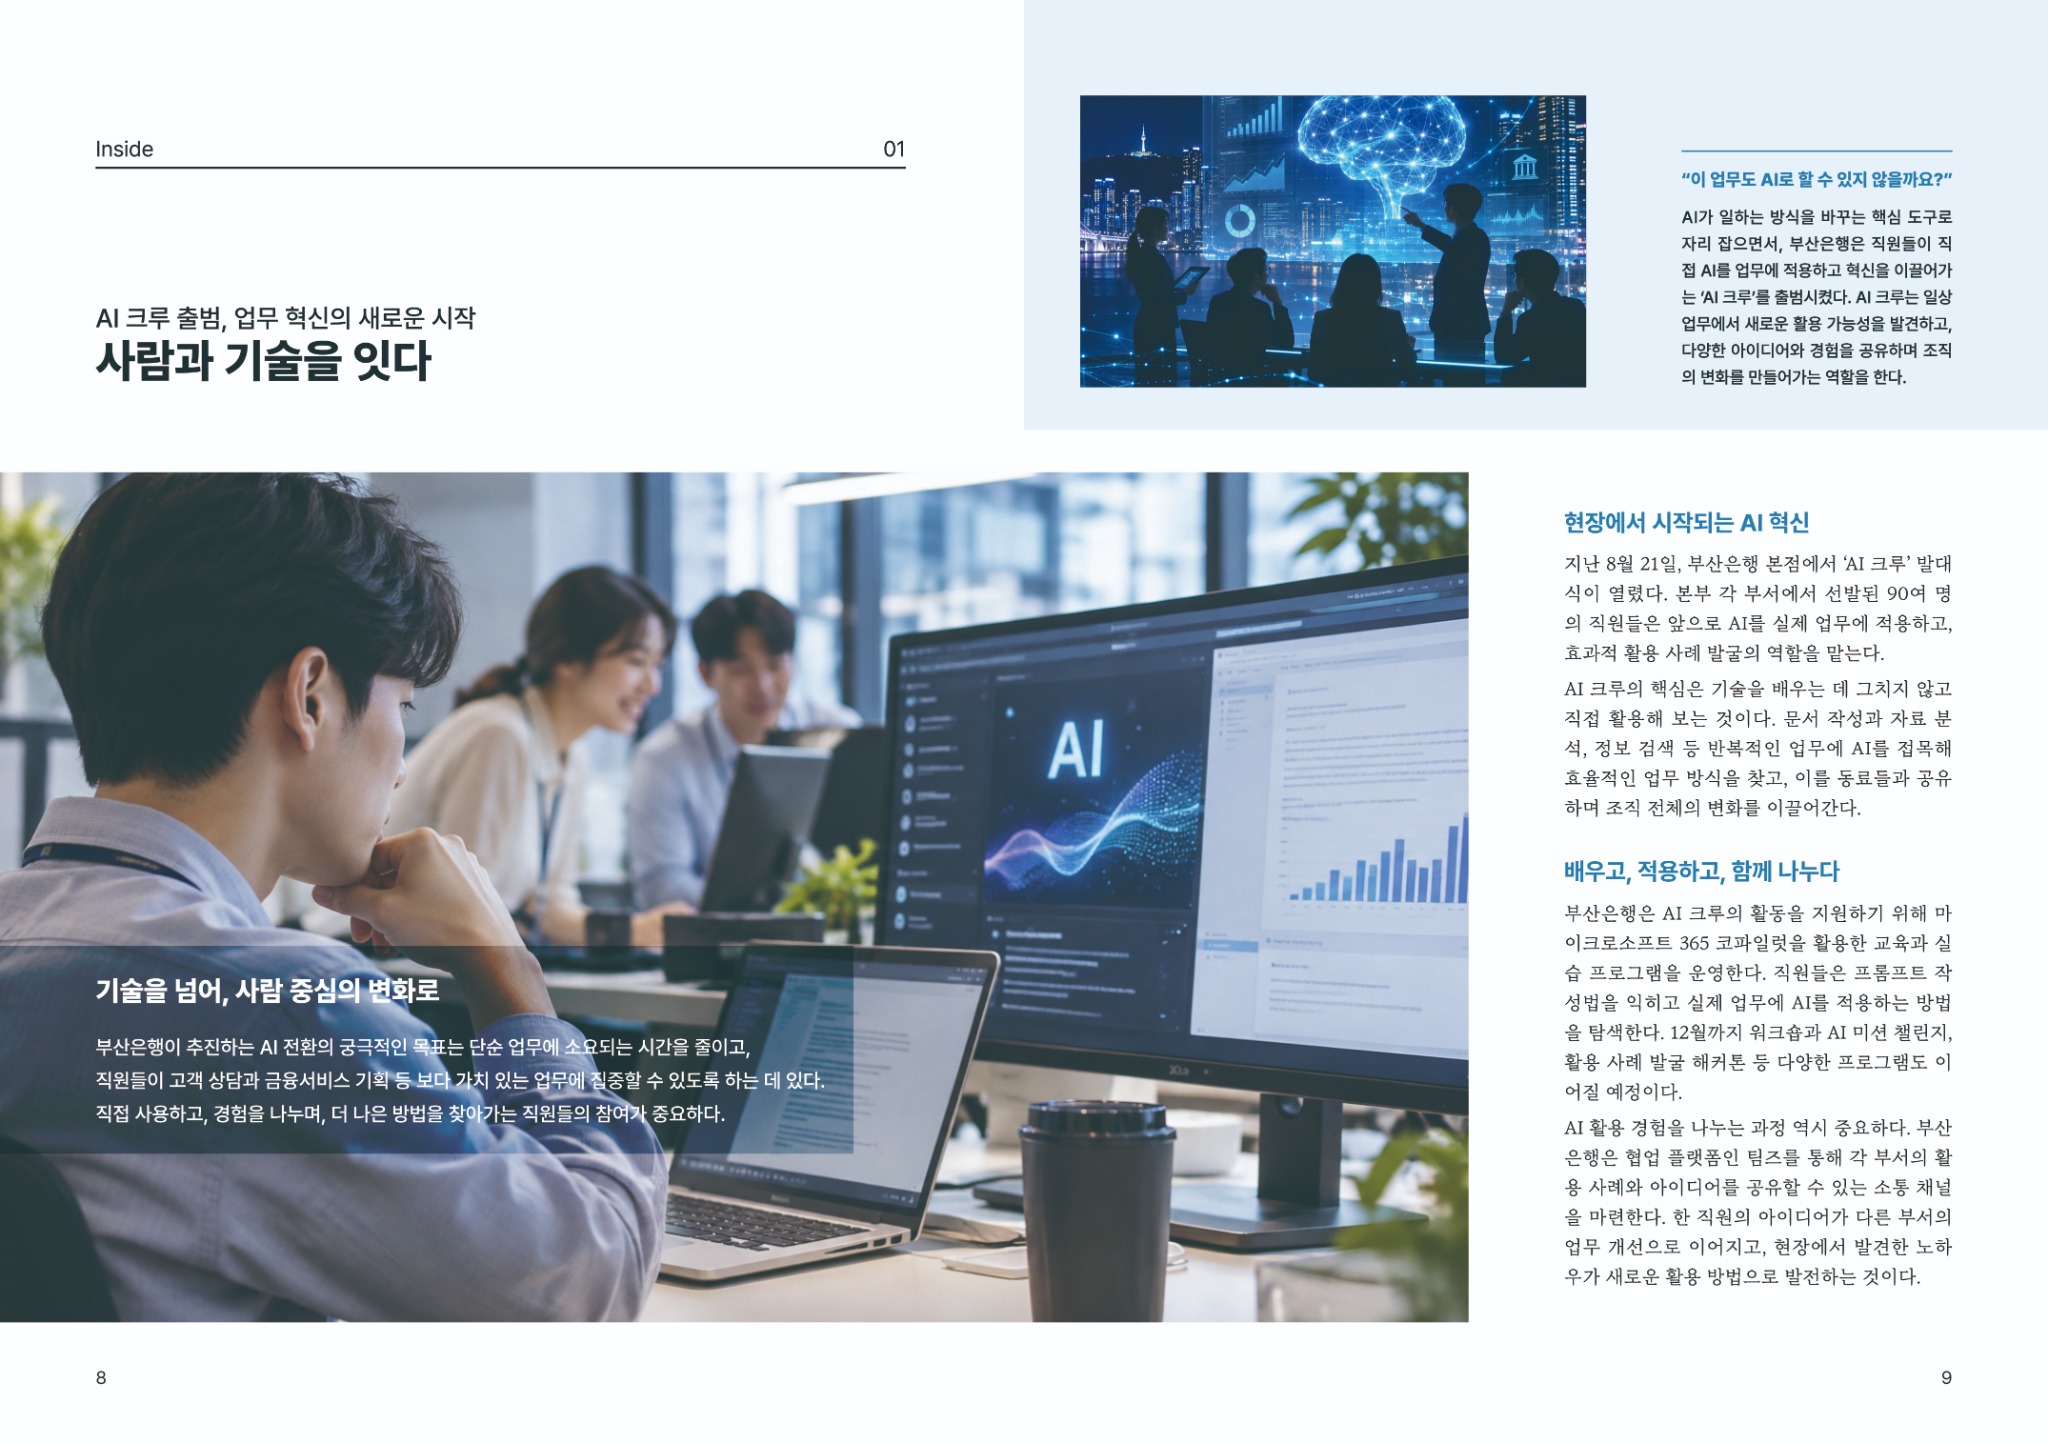 Inside
01
AI 크루 출범, 업무 혁신의 새로운 시작
사람과 기술을 잇다
“이 업무도 AI로 할 수 있지 않을까요?”
AI가 일하는 방식을 바꾸는 핵심 도구로
자리 잡으면서, 부산은행은 직원들이 직
접 AI를 업무에 적용하고 혁신을 이끌어가
는 ‘AI 크루’를 출범시켰다. AI 크루는 일상
업무에서 새로운 활용 가능성을 발견하고,
다양한 아이디어와 경험을 공유하며 조직
의 변화를 만들어가는 역할을 한다.
AI
기술을 넘어, 사람 중심의 변화로
부산은행이 추진하는 AI 전환의 궁극적인 목표는 단순 업무에 소요되는 시간을 줄이고,
직원들이 고객 상담과 금융서비스 기획 등 보다 가치 있는 업무에 집중할 수 있도록 하는 데 있다.
직접 사용하고, 경험을 나누며, 더 나은 방법을 찾아가는 직원들의 참여가 중요하다.
현장에서 시작되는 AI 혁신
지난 8월 21일, 부산은행 본점에서 ‘AI 크루’ 발대
식이 열렸다. 본부 각 부서에서 선발된 90여 명
의 직원들은 앞으로 AI를 실제 업무에 적용하고,
효과적 활용 사례 발굴의 역할을 맡는다.
AI 크루의 핵심은 기술을 배우는 데 그치지 않고
직접 활용해 보는 것이다. 문서 작성과 자료 분
석, 정보 검색 등 반복적인 업무에 AI를 접목해
효율적인 업무 방식을 찾고, 이를 동료들과 공유
하며 조직 전체의 변화를 이끌어간다.
배우고, 적용하고, 함께 나누다
부산은행은 AI 크루의 활동을 지원하기 위해 마
이크로소프트 365 코파일럿을 활용한 교육과 실
습 프로그램을 운영한다. 직원들은 프롬프트 작
성법을 익히고 실제 업무에 AI를 적용하는 방법
을 탐색한다. 12월까지 워크숍과 AI 미션 챌린지,
활용 사례 발굴 해커톤 등 다양한 프로그램도 이
어질 예정이다.
AI 활용 경험을 나누는 과정 역시 중요하다. 부산
은행은 협업 플랫폼인 팀즈를 통해 각 부서의 활
용 사례와 아이디어를 공유할 수 있는 소통 채널
을 마련한다. 한 직원의 아이디어가 다른 부서의
업무 개선으로 이어지고, 현장에서 발견한 노하
우가 새로운 활용 방법으로 발전하는 것이다.
8
9